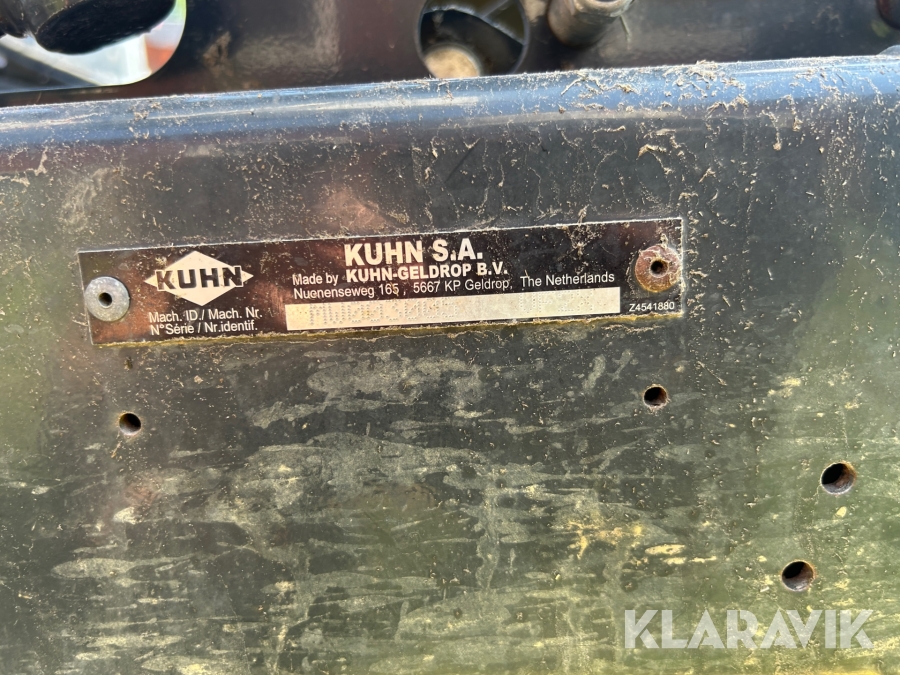 KUHN
KUHN S.A.
Made by KUHN-GELDROP B.V.
Nuenenseweg 165 , 5667 KP Geldrop, The Netherlands
Mach. ID./ Mach. Nr.
N°Série / Nr.identif.
Z4541880
KLARAVIK